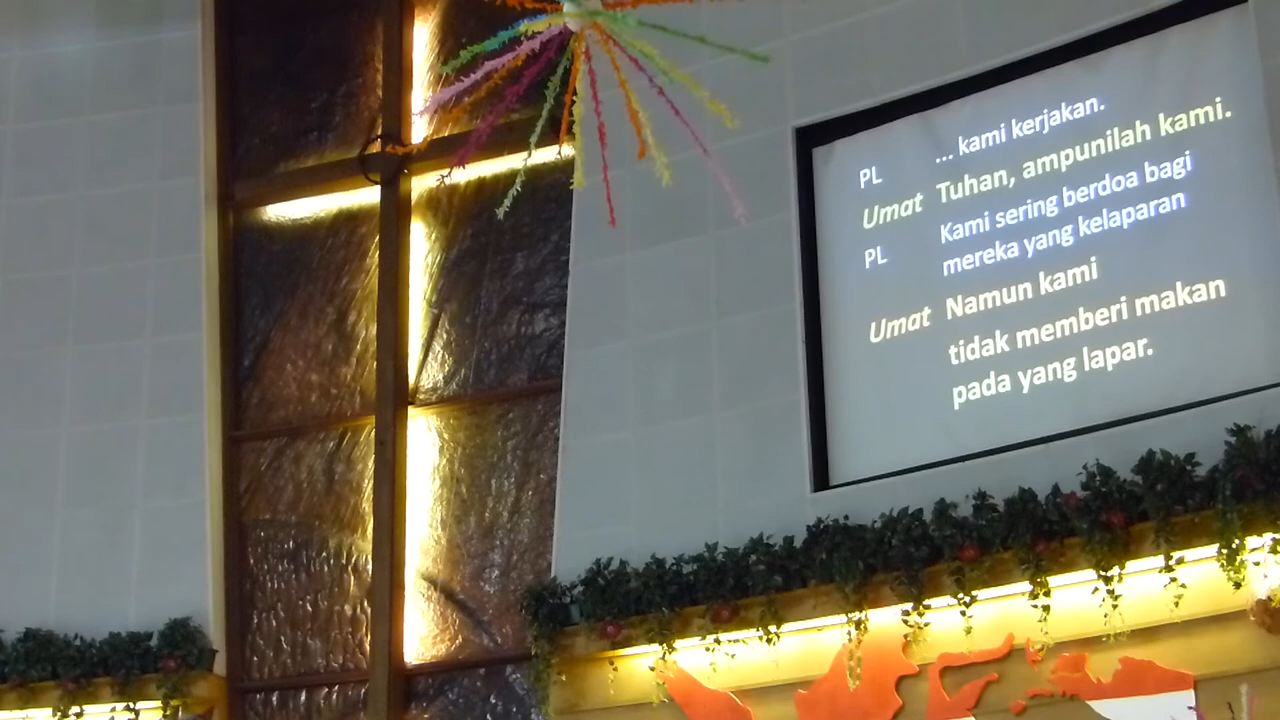 PL ... kami kerjakan.
Umat Tuhan, ampunilah kami.
PL Kami sering berdoa bagi
mereka yang kelaparan
Umat Namun kami
tidak memberi makan
pada yang lapar.